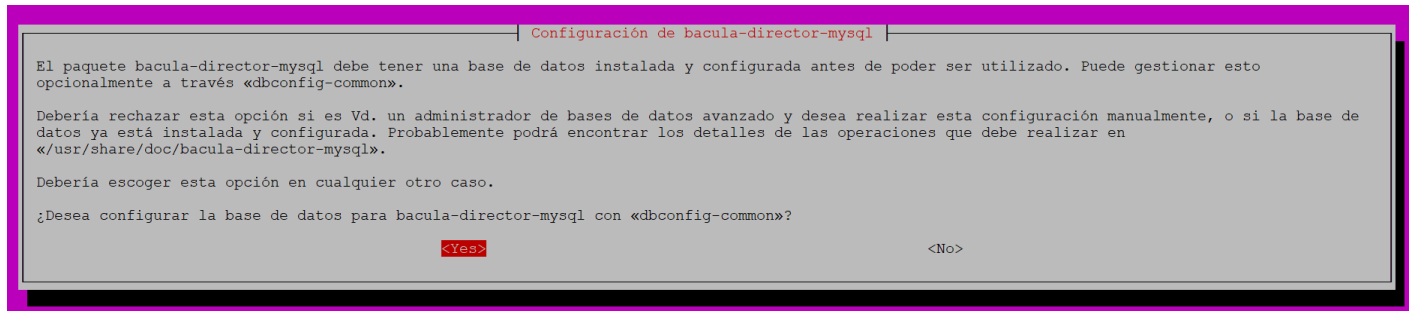 Configuración de bacula-director-mysql
El paquete bacula-director-mysql debe tener una base de datos instalada y configurada antes de poder ser utilizado. Puede gestionar esto
opcionalmente a través «dbconfig-common».
Debería rechazar esta opción si es Vd. un administrador de bases de datos avanzado y desea realizar esta configuración manualmente, o si la base de
datos ya está instalada y configurada. Probablemente podrá encontrar los detalles de las operaciones que debe realizar en
«/usr/share/doc/bacula-director-mysql».
Debería escoger esta opción en cualquier otro caso.
¿Desea configurar la base de datos para bacula-director-mysql con «dbconfig-common»?
<Yes> <No>